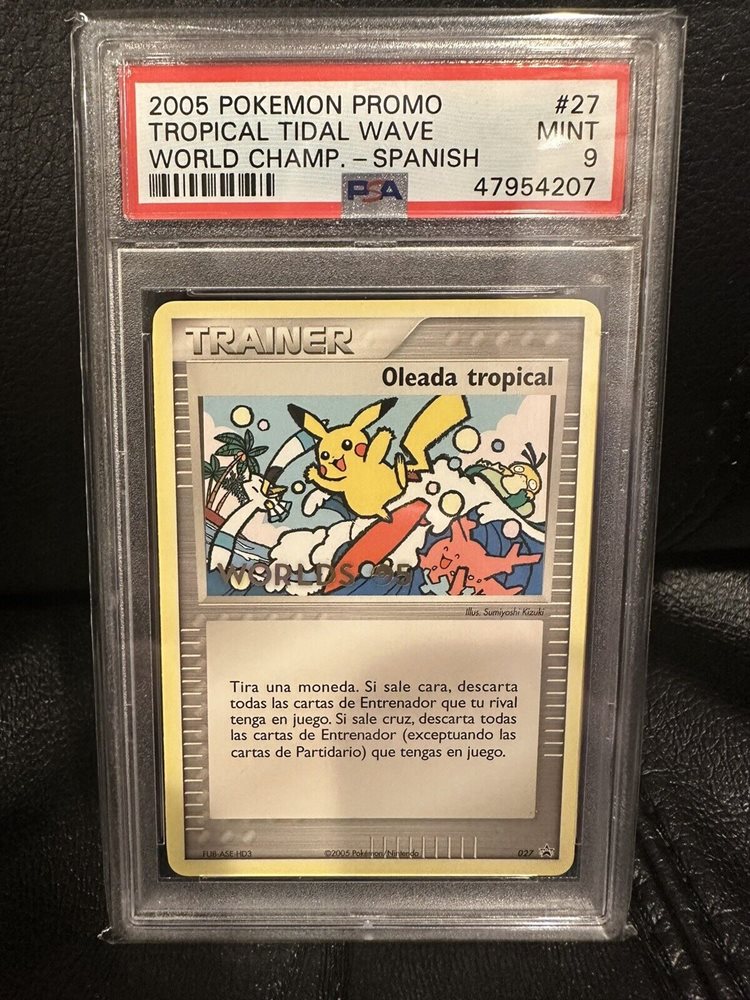 2005 POKEMON PROMO #27
TROPICAL TIDAL WAVE MINT
WORLD CHAMP. – SPANISH 9
PSA 47954207
TRAINER
Oleada tropical
WORLDS 05
Illus. Sumiyoshi Kizuki
Tira una moneda. Si sale cara, descarta
todas las cartas de Entrenador que tu rival
tenga en juego. Si sale cruz, descarta todas
las cartas de Entrenador (exceptuando las
cartas de Partidario) que tengas en juego.
FUB-ASE-HD3 ©2005 Pokémon/Nintendo 027